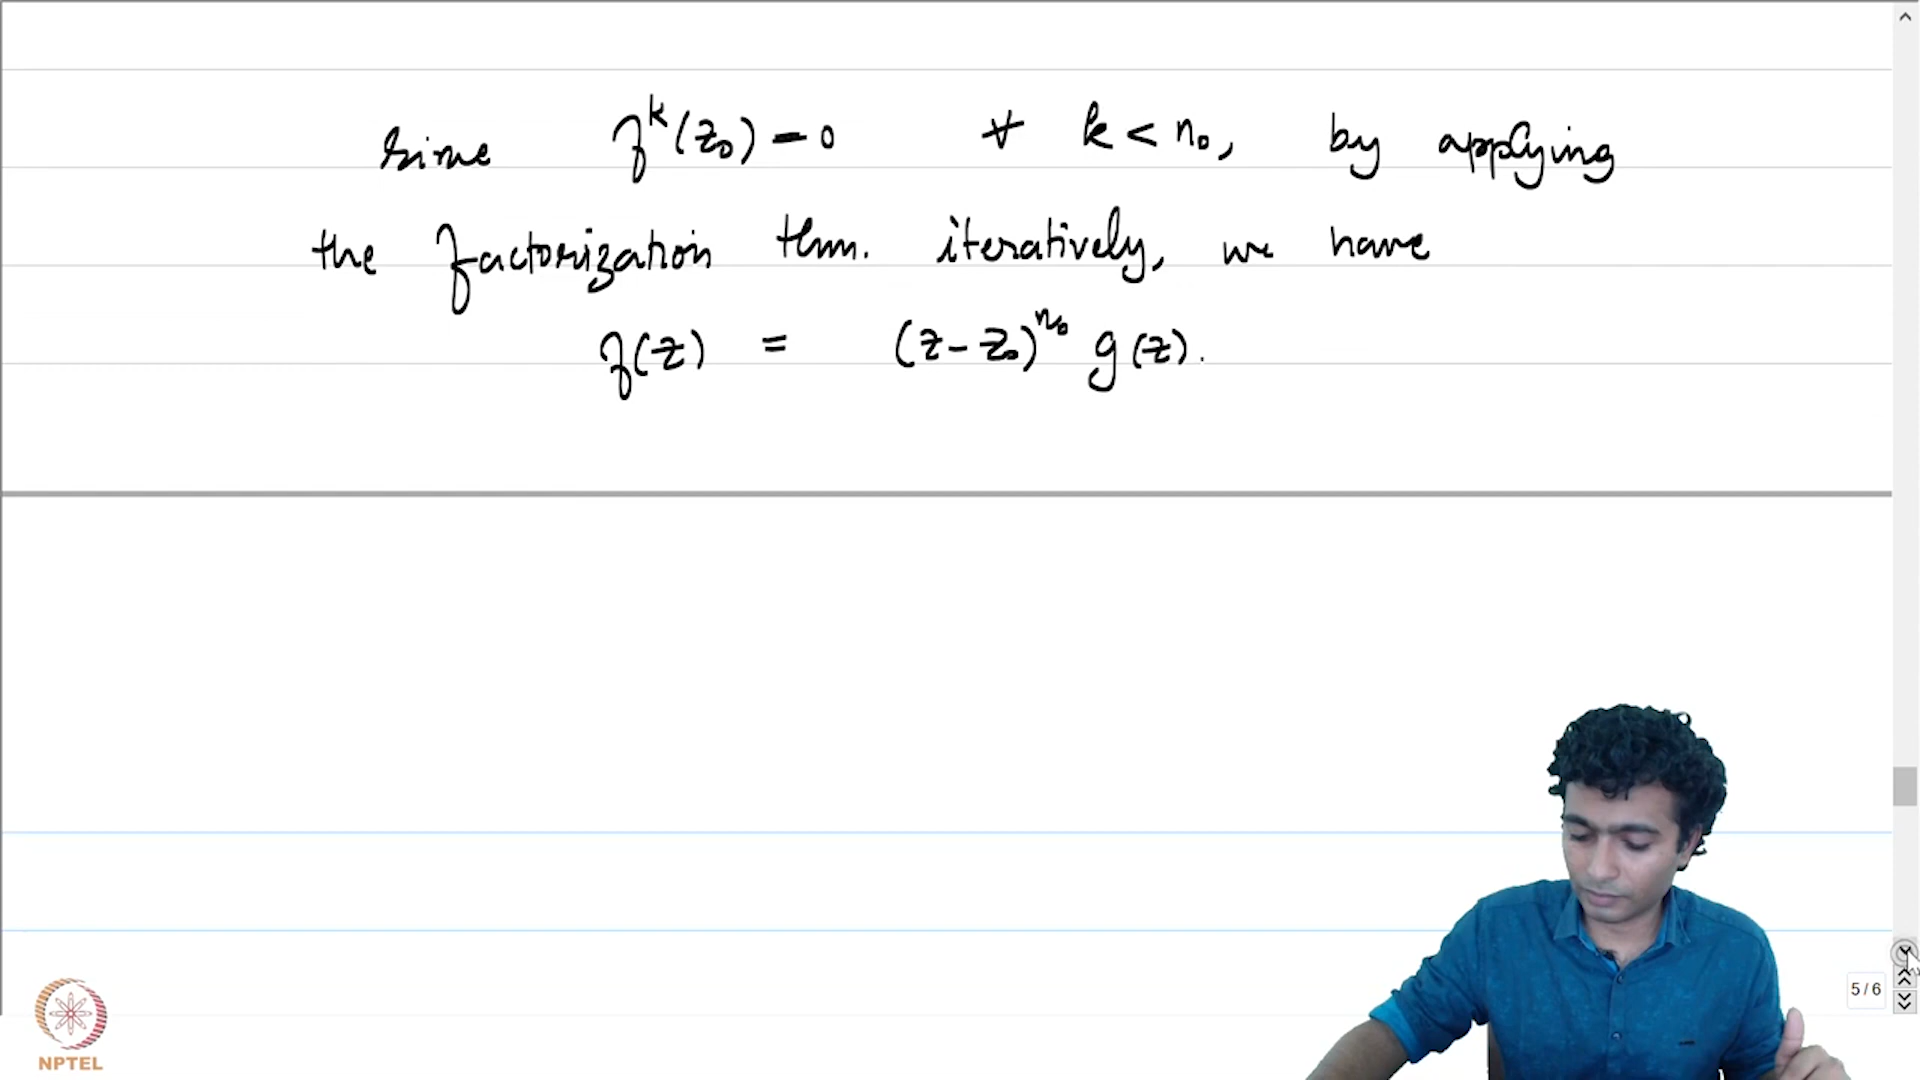 since f^k(z₀) = 0 ∀ k < n₀, by applying
the factorization thm. iteratively, we have
f(z) = (z - z₀)^n₀ g(z).
5 / 6
NPTEL